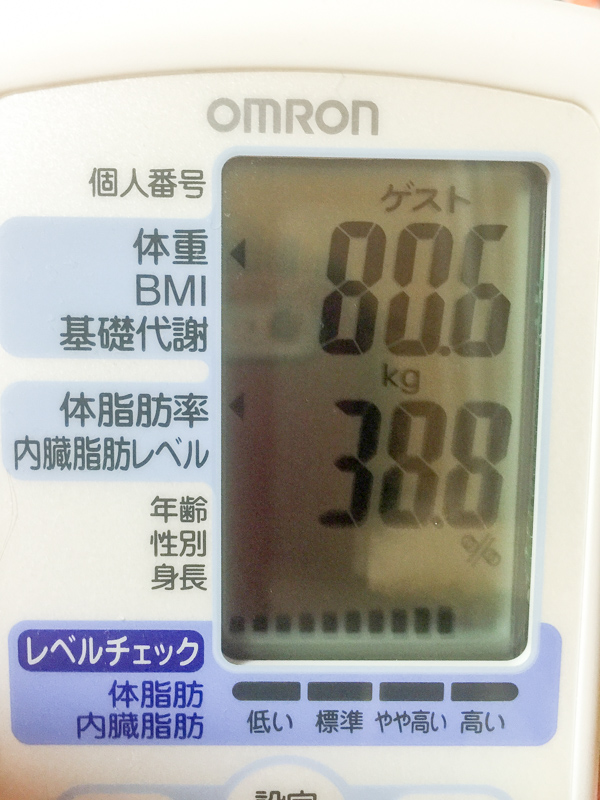 OMRON
個人番号
ゲスト
体重
BMI
基礎代謝
80.6
kg
体脂肪率
内臓脂肪レベル
38.8
%
年齢
性別
身長
レベルチェック
体脂肪
内臓脂肪
低い 標準 やや高い 高い
設定